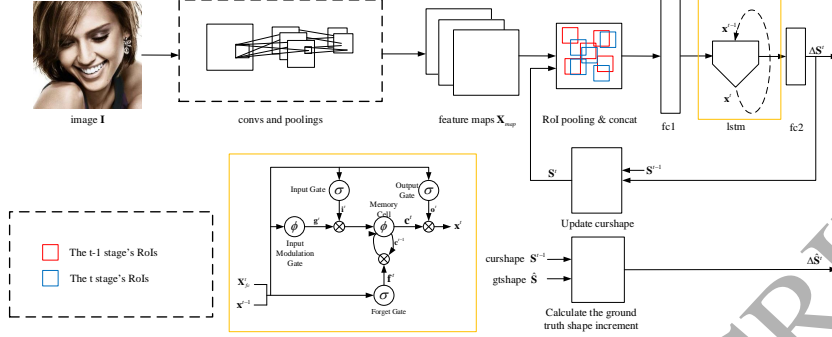 image I
convs and poolings
feature maps X_map
RoI pooling & concat
fc1
x^{t-1}
x^t
lstm
fc2
ΔS^t
S^t
S^{t-1}
Update curshape
Input Gate
σ
i^t
Output
Gate
σ
o^t
Memory
Cell
ϕ
g^t
⊗
ϕ
c^t
⊗
x^t
Input
Modulation
Gate
c^{t-1}
⊗
f^t
X_{fc}^t
x^{t-1}
σ
Forget Gate
The t-1 stage's RoIs
The t stage's RoIs
curshape S^{t-1}
gtshape Ŝ
ΔŜ^t
Calculate the ground
truth shape increment